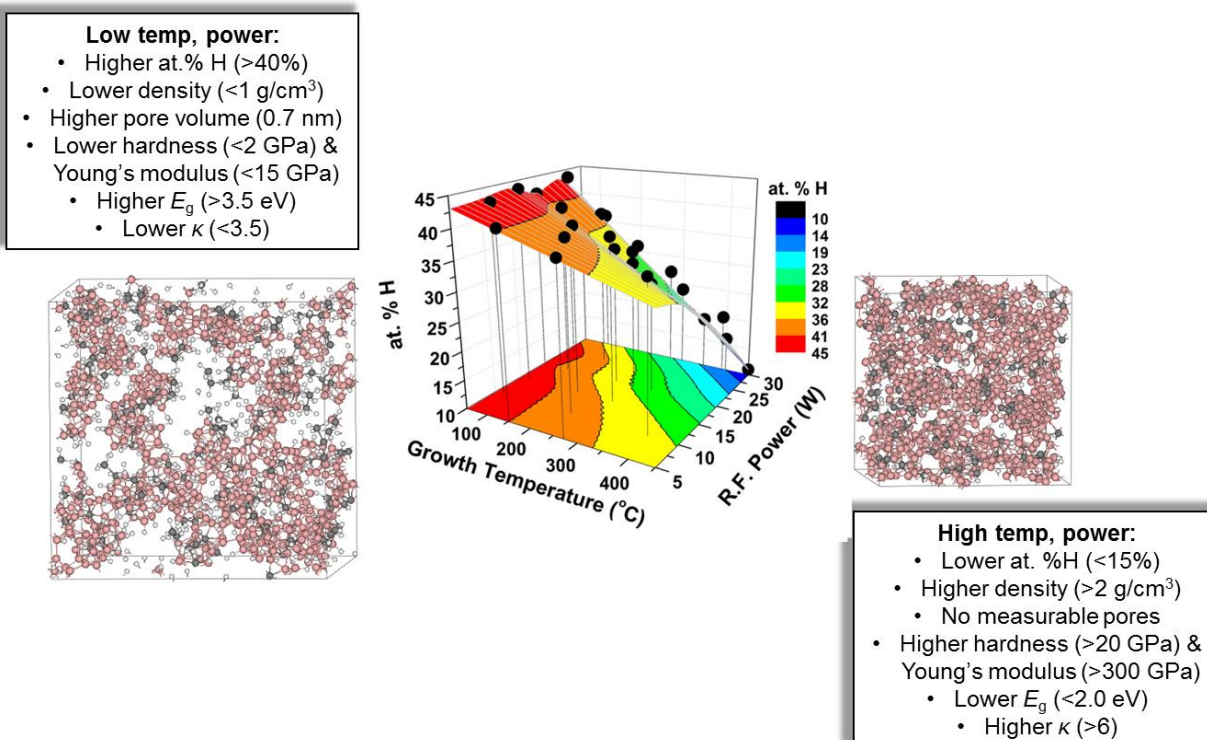 Low temp, power:
• Higher at.% H (>40%)
• Lower density (<1 g/cm³)
• Higher pore volume (0.7 nm)
• Lower hardness (<2 GPa) &
Young's modulus (<15 GPa)
• Higher Eg (>3.5 eV)
• Lower κ (<3.5)
at. % H
45
40
35
30
25
20
15
10
100
200
300
400
Growth Temperature (°C)
5
10
15
20
25
30
R.F. Power (W)
at. % H
10
14
19
23
28
32
36
41
45
High temp, power:
• Lower at. %H (<15%)
• Higher density (>2 g/cm³)
• No measurable pores
• Higher hardness (>20 GPa) &
Young's modulus (>300 GPa)
• Lower Eg (<2.0 eV)
• Higher κ (>6)